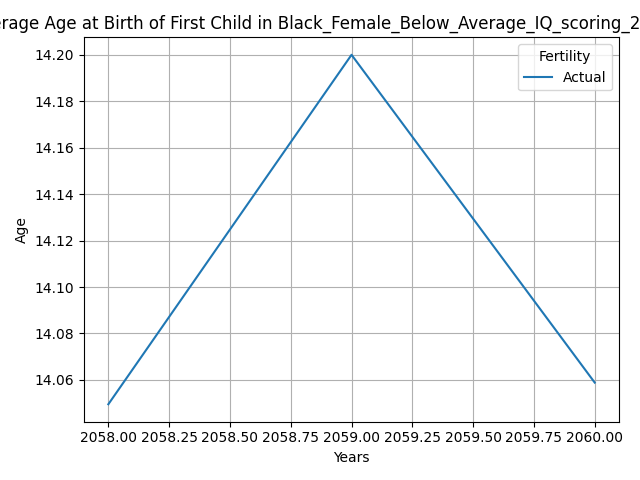 erage Age at Birth of First Child in Black_Female_Below_Average_IQ_scoring_2
14.20
14.18
14.16
14.14
14.12
14.10
14.08
14.06
Age
Fertility
Actual
2058.00 2058.25 2058.50 2058.75 2059.00 2059.25 2059.50 2059.75 2060.00
Years